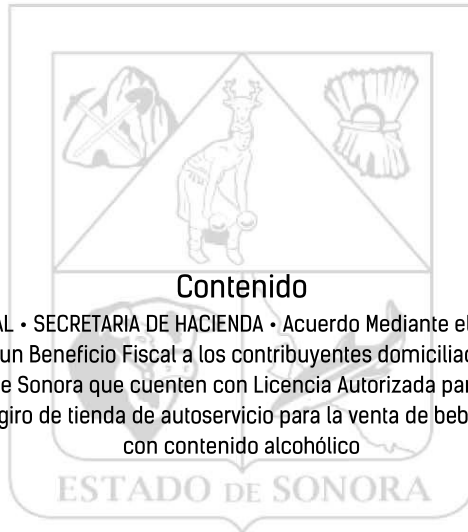 Contenido
AL • SECRETARIA DE HACIENDA • Acuerdo Mediante el
un Beneficio Fiscal a los contribuyentes domicilia
e Sonora que cuenten con Licencia Autorizada par
giro de tienda de autoservicio para la venta de beb
con contenido alcohólico
ESTADO DE SONORA